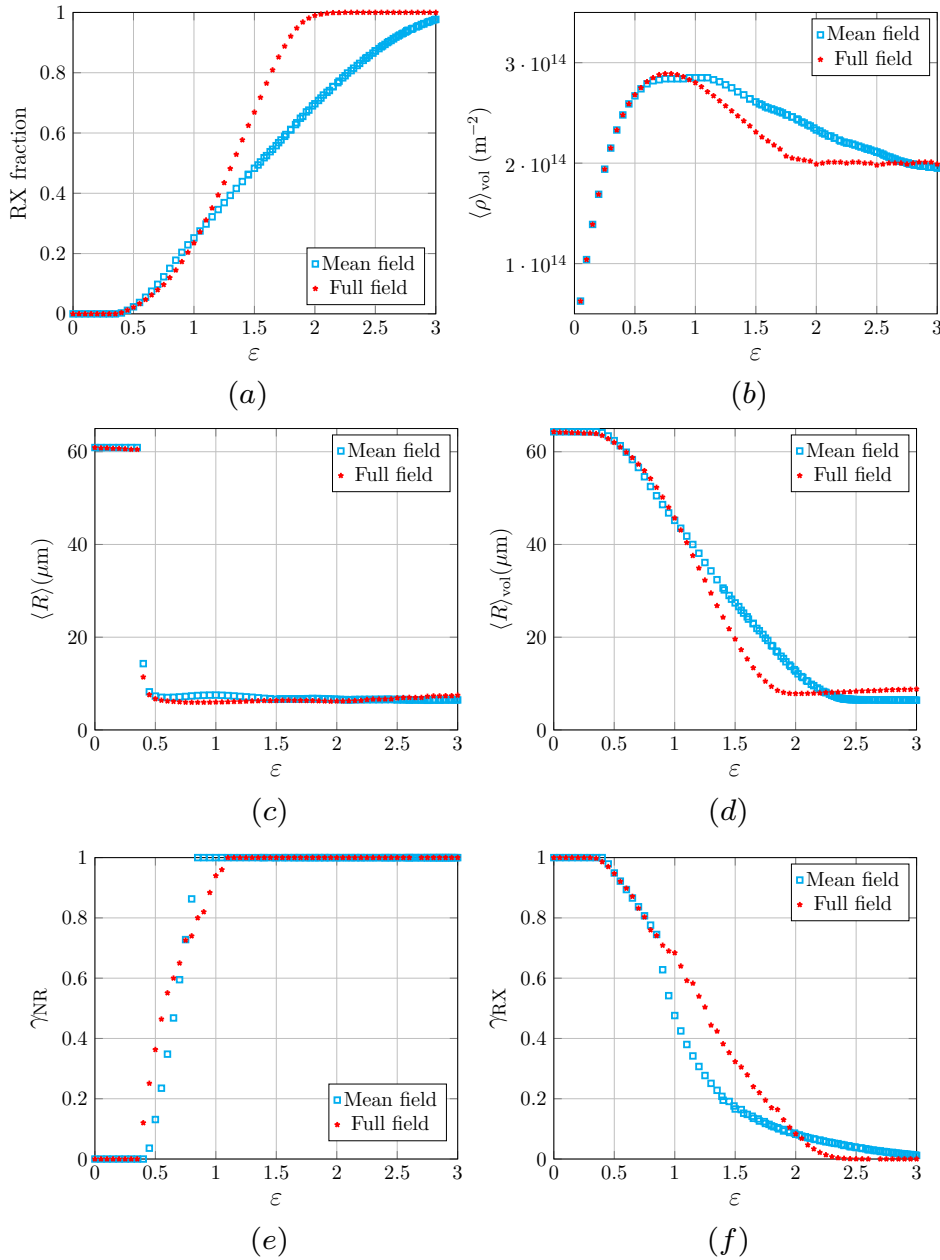 RX fraction
1
0.8
0.6
0.4
0.2
0
0 0.5 1 1.5 2 2.5 3
ε
Mean field
Full field
(a)
⟨ρ⟩vol (m⁻²)
3 · 10¹⁴
2 · 10¹⁴
1 · 10¹⁴
0 0.5 1 1.5 2 2.5 3
ε
Mean field
Full field
(b)
⟨R⟩(μm)
60
40
20
0
0 0.5 1 1.5 2 2.5 3
ε
Mean field
Full field
(c)
⟨R⟩vol(μm)
60
40
20
0
0 0.5 1 1.5 2 2.5 3
ε
Mean field
Full field
(d)
γNR
1
0.8
0.6
0.4
0.2
0
0 0.5 1 1.5 2 2.5 3
ε
Mean field
Full field
(e)
γRX
1
0.8
0.6
0.4
0.2
0
0 0.5 1 1.5 2 2.5 3
ε
Mean field
Full field
(f)